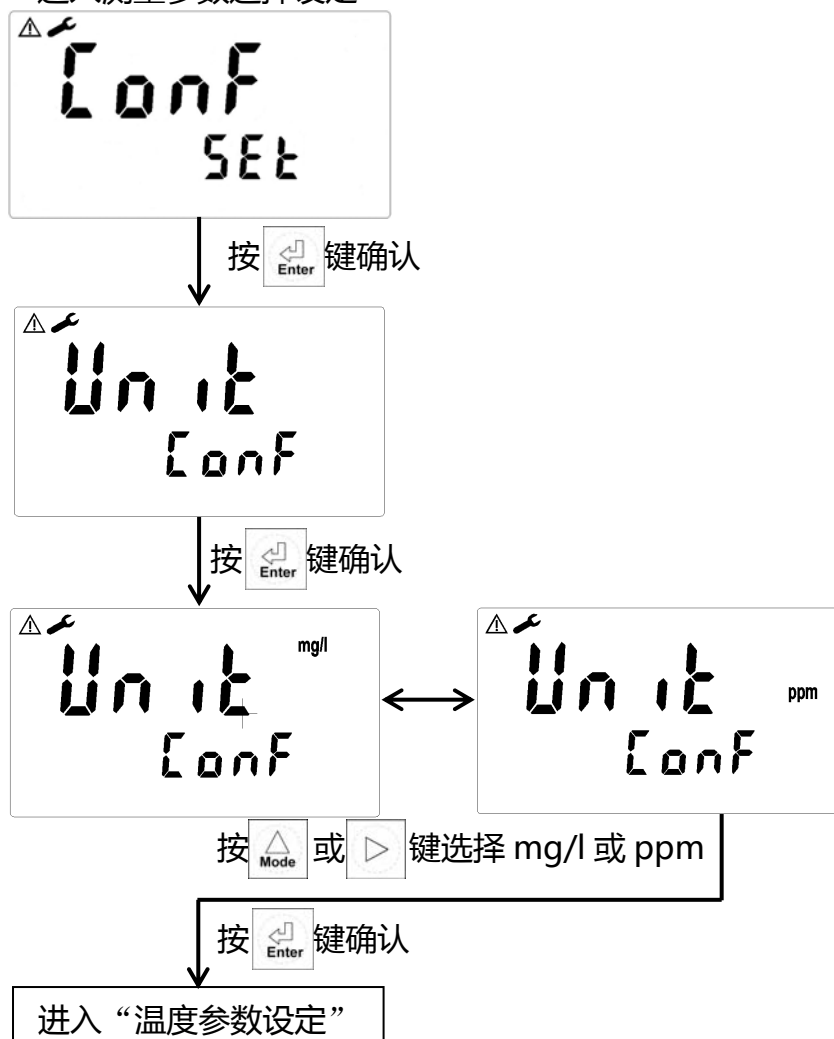 ConF
SEt
按 Enter 键确认
Unit
ConF
按 Enter 键确认
Unit mg/l
ConF
Unit ppm
ConF
按 Mode 或 键选择 mg/l 或 ppm
按 Enter 键确认
进入“温度参数设定”